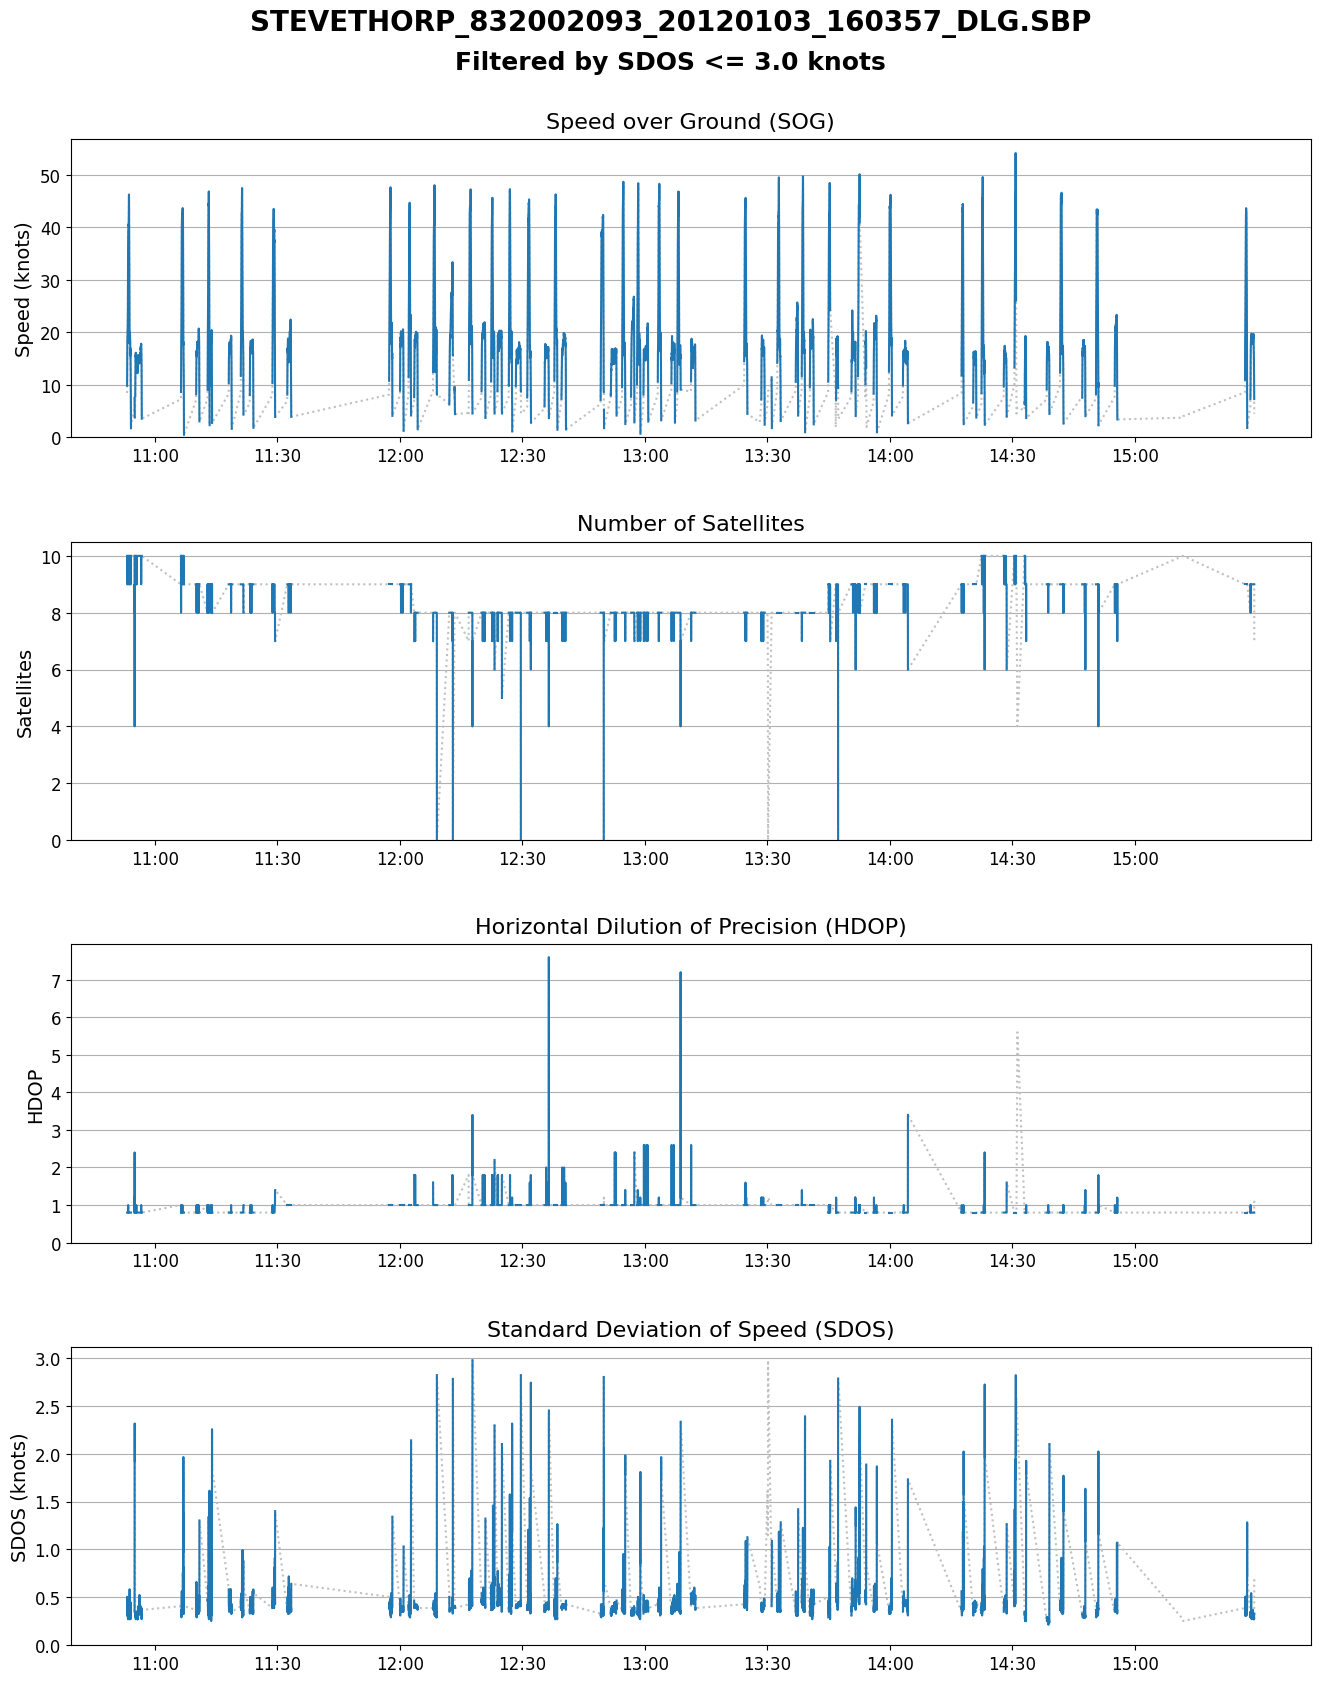 STEVETHORP_832002093_20120103_160357_DLG.SBP
Filtered by SDOS <= 3.0 knots
Speed over Ground (SOG)
Speed (knots)
50
40
30
20
10
0
11:00 11:30 12:00 12:30 13:00 13:30 14:00 14:30 15:00
Number of Satellites
Satellites
10
8
6
4
2
0
11:00 11:30 12:00 12:30 13:00 13:30 14:00 14:30 15:00
Horizontal Dilution of Precision (HDOP)
HDOP
7
6
5
4
3
2
1
0
11:00 11:30 12:00 12:30 13:00 13:30 14:00 14:30 15:00
Standard Deviation of Speed (SDOS)
SDOS (knots)
3.0
2.5
2.0
1.5
1.0
0.5
0.0
11:00 11:30 12:00 12:30 13:00 13:30 14:00 14:30 15:00